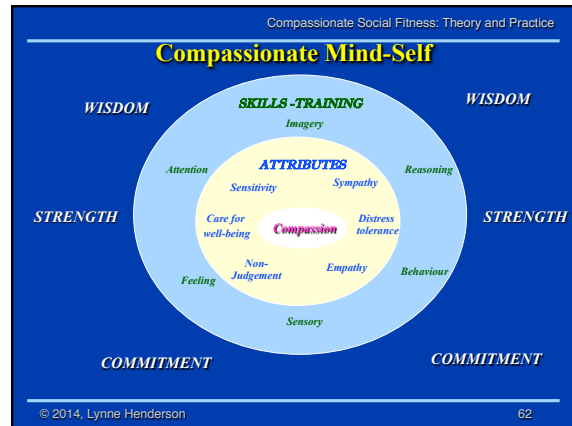 Compassionate Social Fitness: Theory and Practice
Compassionate Mind-Self
WISDOM
WISDOM
SKILLS -TRAINING
Imagery
Attention
Reasoning
ATTRIBUTES
Sensitivity
Sympathy
STRENGTH
STRENGTH
Care for
well-being
Compassion
Distress
tolerance
Non-
Judgement
Empathy
Feeling
Behaviour
Sensory
COMMITMENT
COMMITMENT
© 2014, Lynne Henderson
62